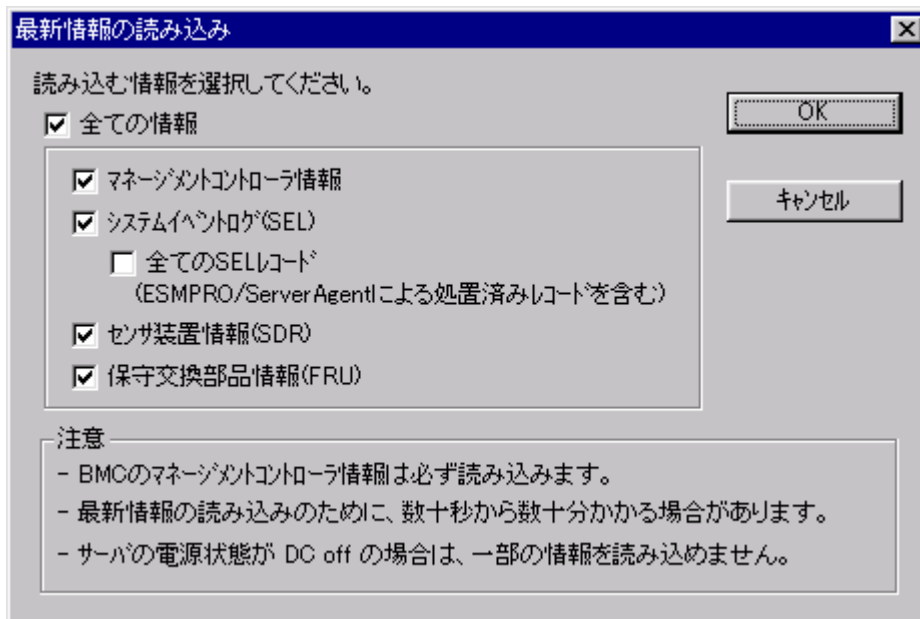 最新情報の読み込み
読み込む情報を選択してください。
全ての情報
OK
ﾏﾈｰｼﾞﾒﾝﾄｺﾝﾄﾛｰﾗ情報
ｷｬﾝｾﾙ
ｼｽﾃﾑｲﾍﾞﾝﾄﾛｸﾞ(SEL)
全てのSELﾚｺｰﾄﾞ
(ESMPRO/ServerAgentによる処置済みﾚｺｰﾄﾞを含む)
ｾﾝｻ装置情報(SDR)
保守交換部品情報(FRU)
注意
- BMCのﾏﾈｰｼﾞﾒﾝﾄｺﾝﾄﾛｰﾗ情報は必ず読み込みます。
- 最新情報の読み込みのために、数十秒から数十分かかる場合があります。
- ｻｰﾊﾞの電源状態が DC off の場合は、一部の情報を読み込めません。